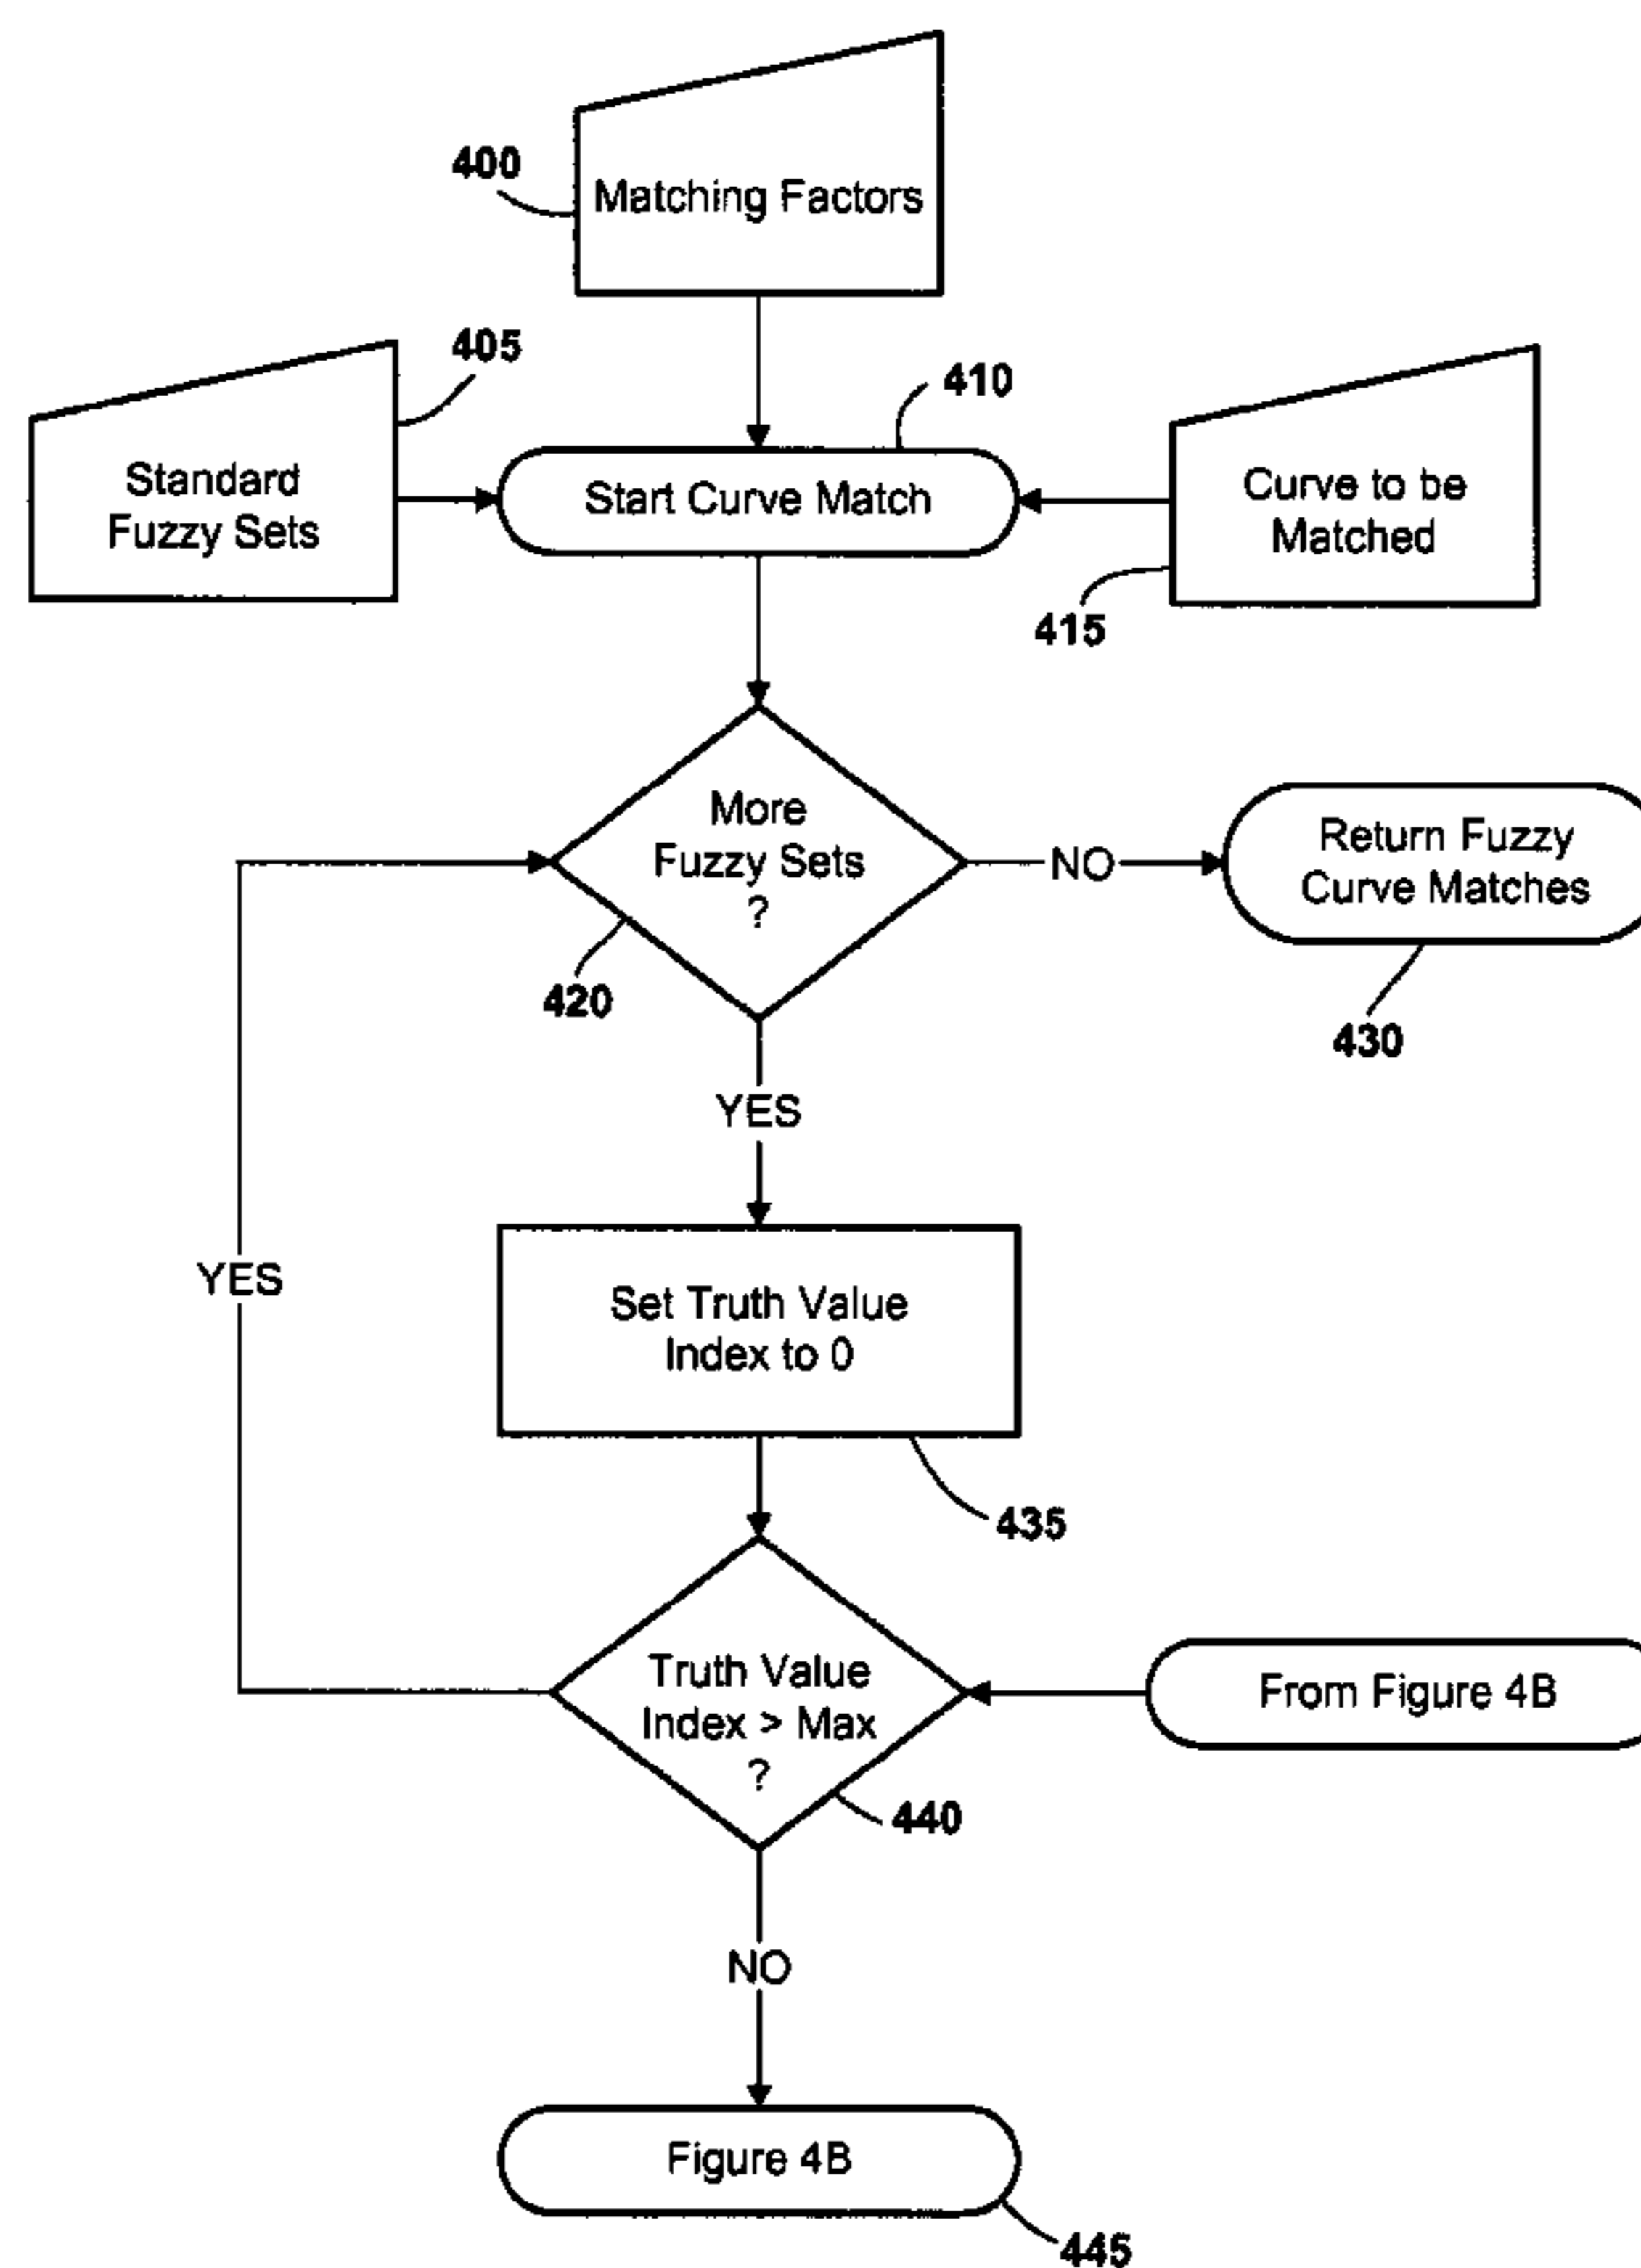 400
Matching Factors
405
410
Standard
Fuzzy Sets
Start Curve Match
Curve to be
Matched
415
More
Fuzzy Sets
?
NO
Return Fuzzy
Curve Matches
420
430
YES
YES
Set Truth Value
Index to 0
435
Truth Value
Index > Max
?
From Figure 4B
440
NO
Figure 4B
445